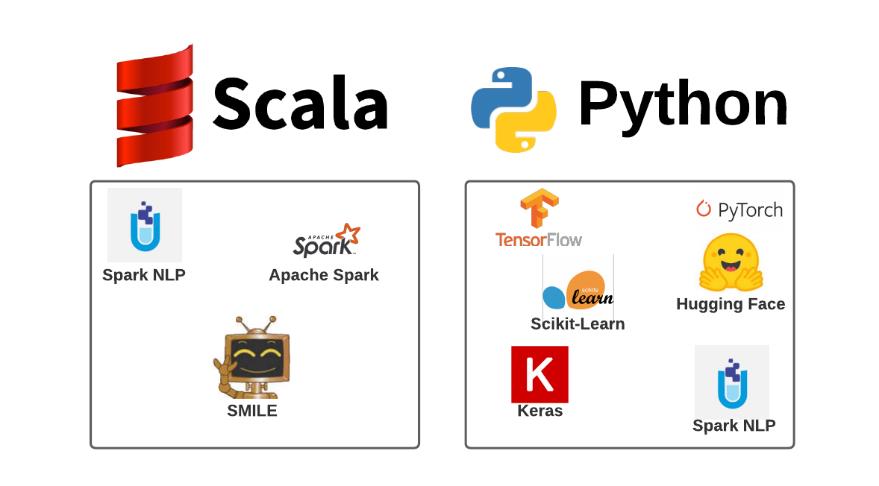 Scala
Python
Spark NLP
APACHE
Spark
Apache Spark
SMILE
TensorFlow
PyTorch
Hugging Face
scikit
learn
Scikit-Learn
K
Keras
Spark NLP